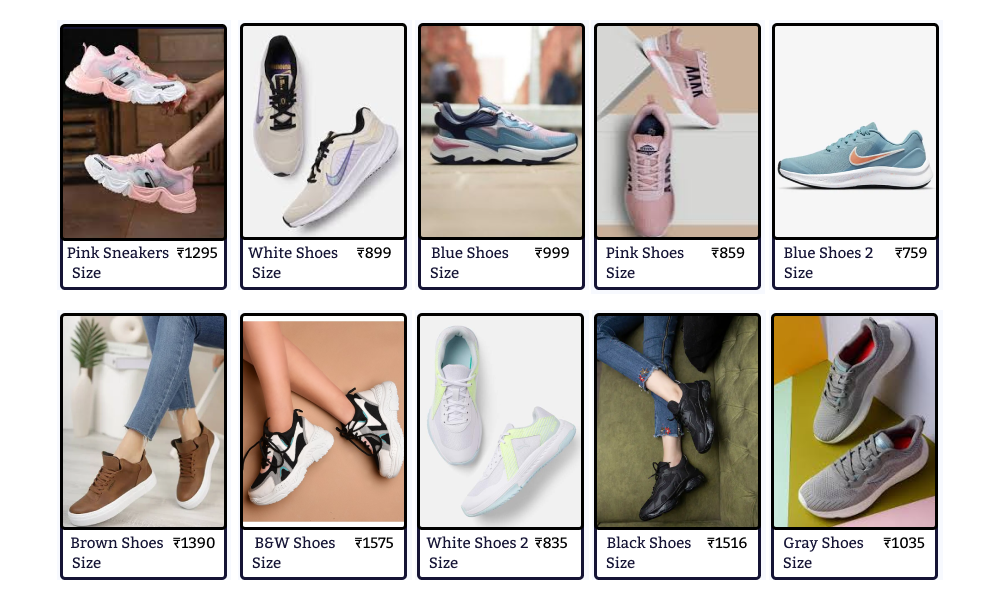 Pink Sneakers ₹1295
Size
White Shoes ₹899
Size
Blue Shoes ₹999
Size
Pink Shoes ₹859
Size
Blue Shoes 2 ₹759
Size
Brown Shoes ₹1390
Size
B&W Shoes ₹1575
Size
White Shoes 2 ₹835
Size
Black Shoes ₹1516
Size
Gray Shoes ₹1035
Size